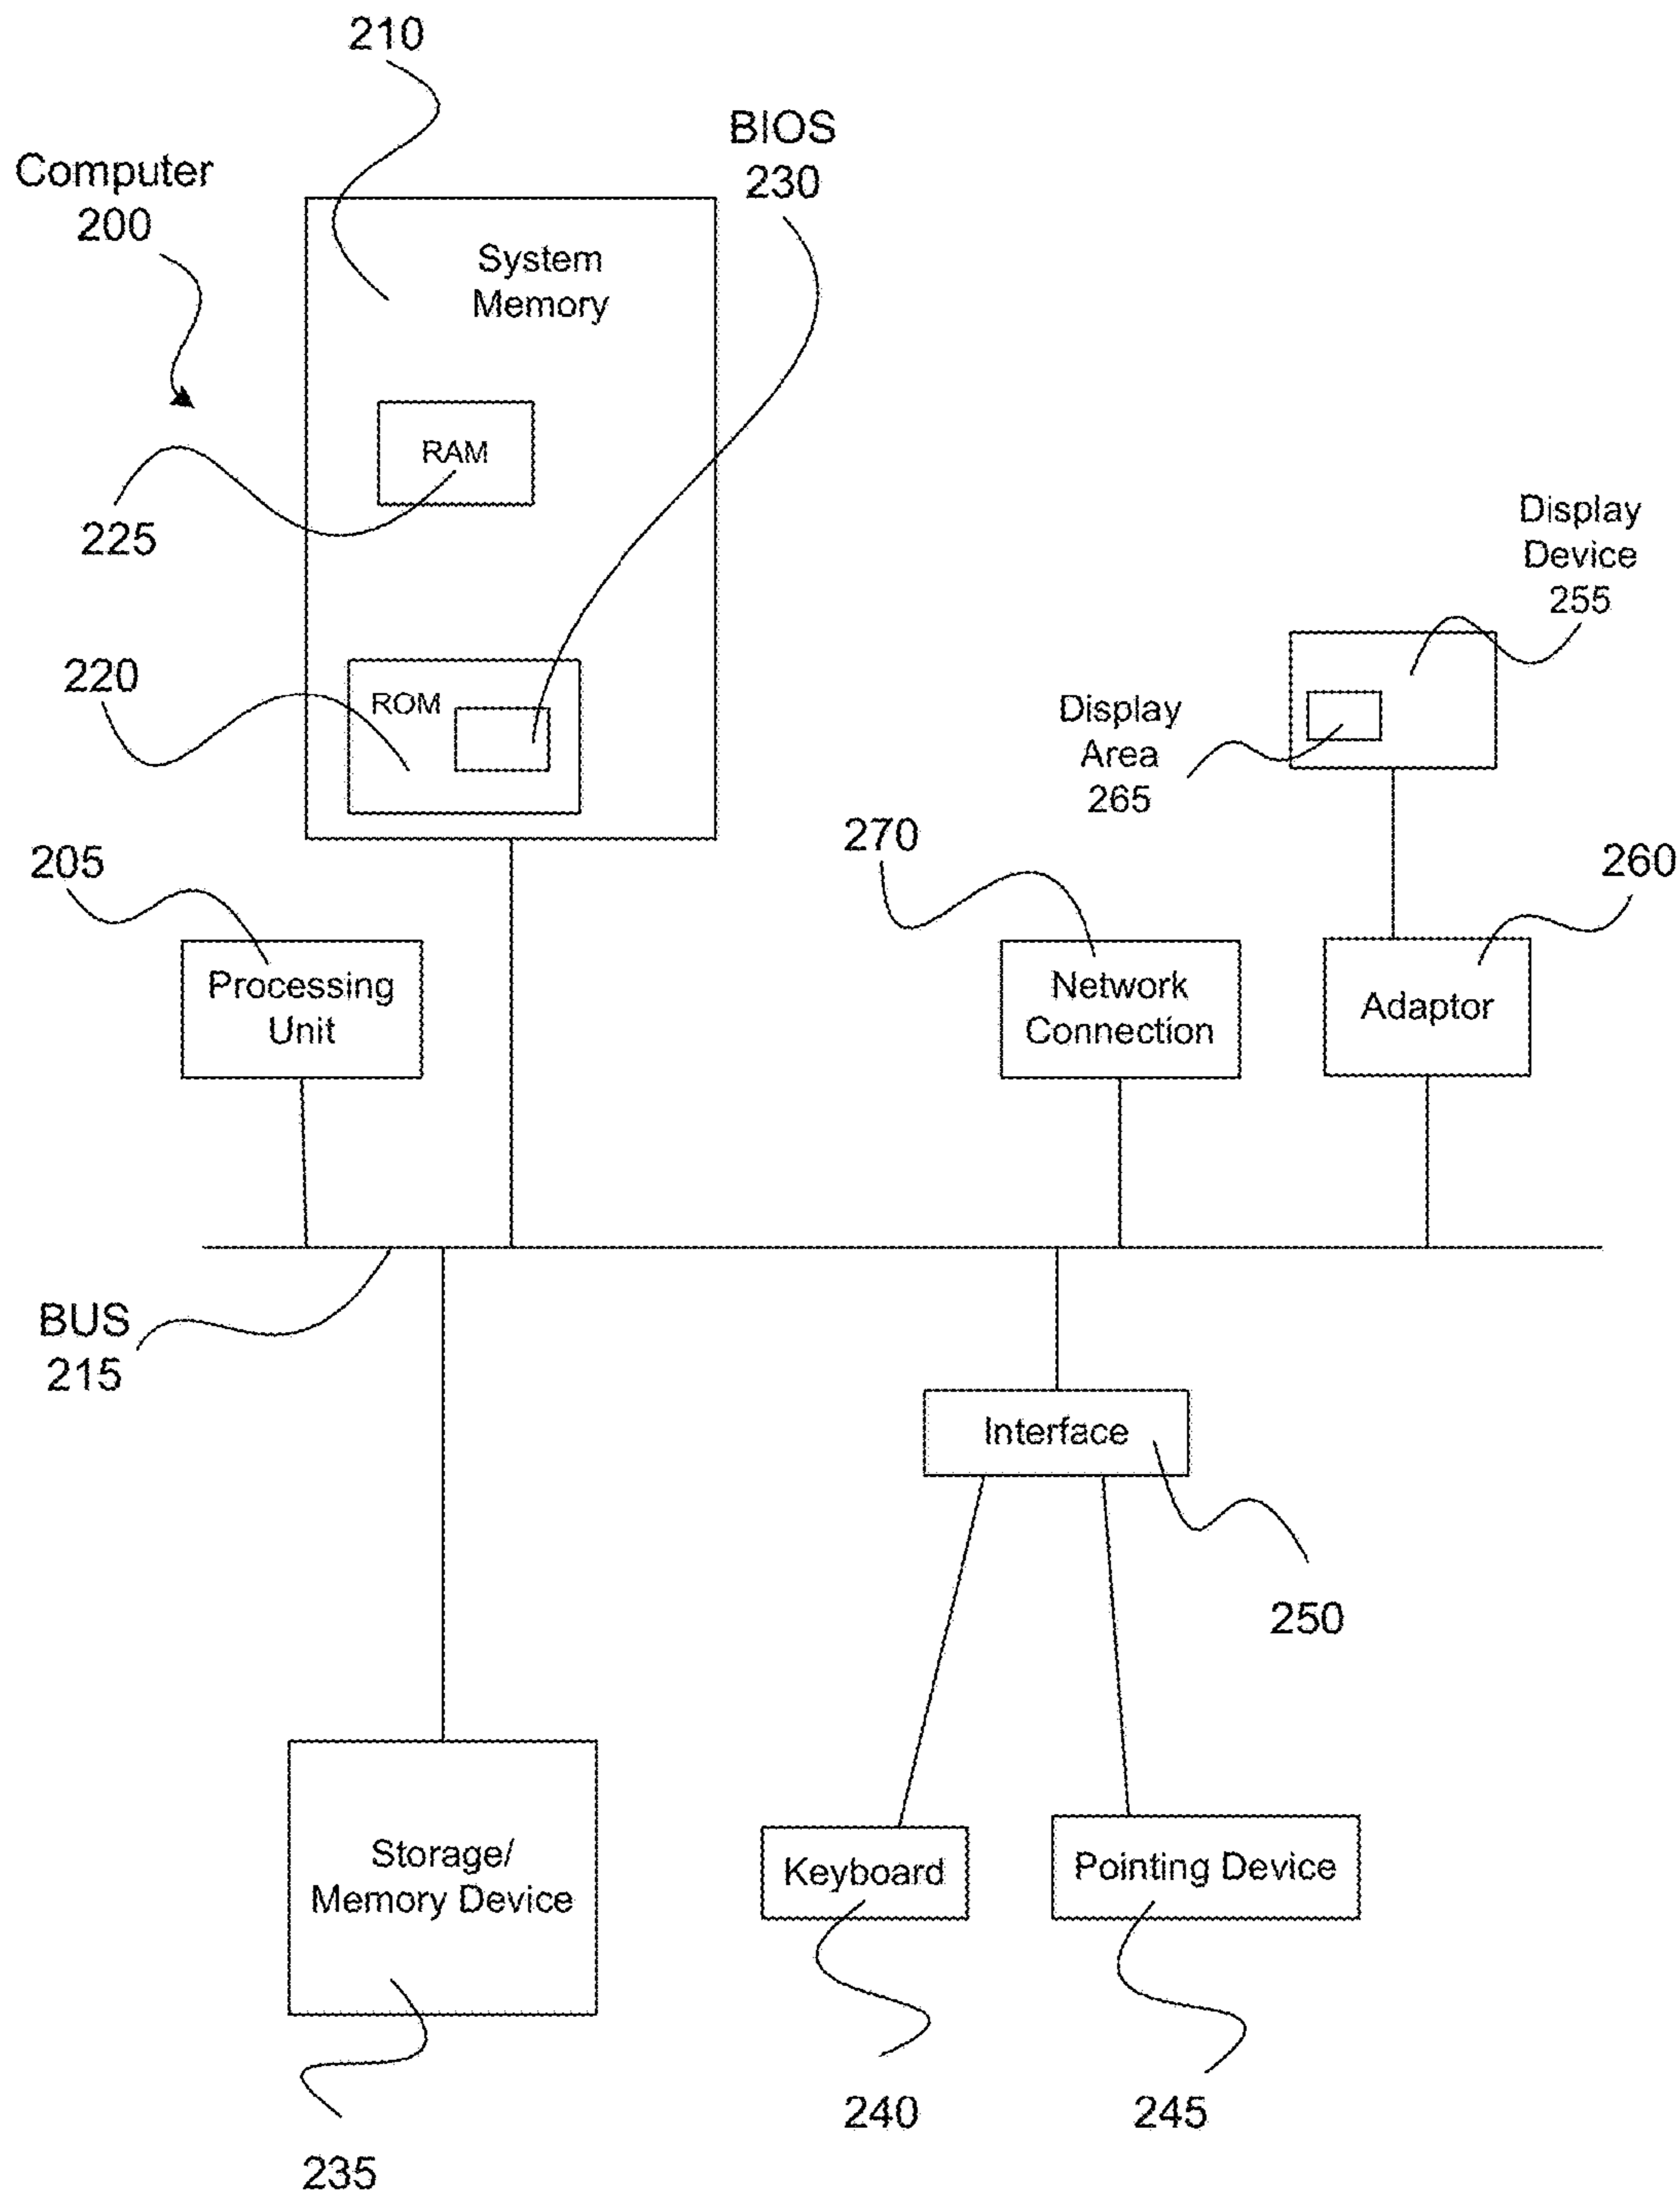 210
BIOS
230
Computer
200
System
Memory
RAM
225
Display
Device
255
220
ROM
Display
Area
265
270
260
205
Processing
Unit
Network
Connection
Adaptor
BUS
215
Interface
250
Storage/
Memory Device
Keyboard
Pointing Device
240
245
235